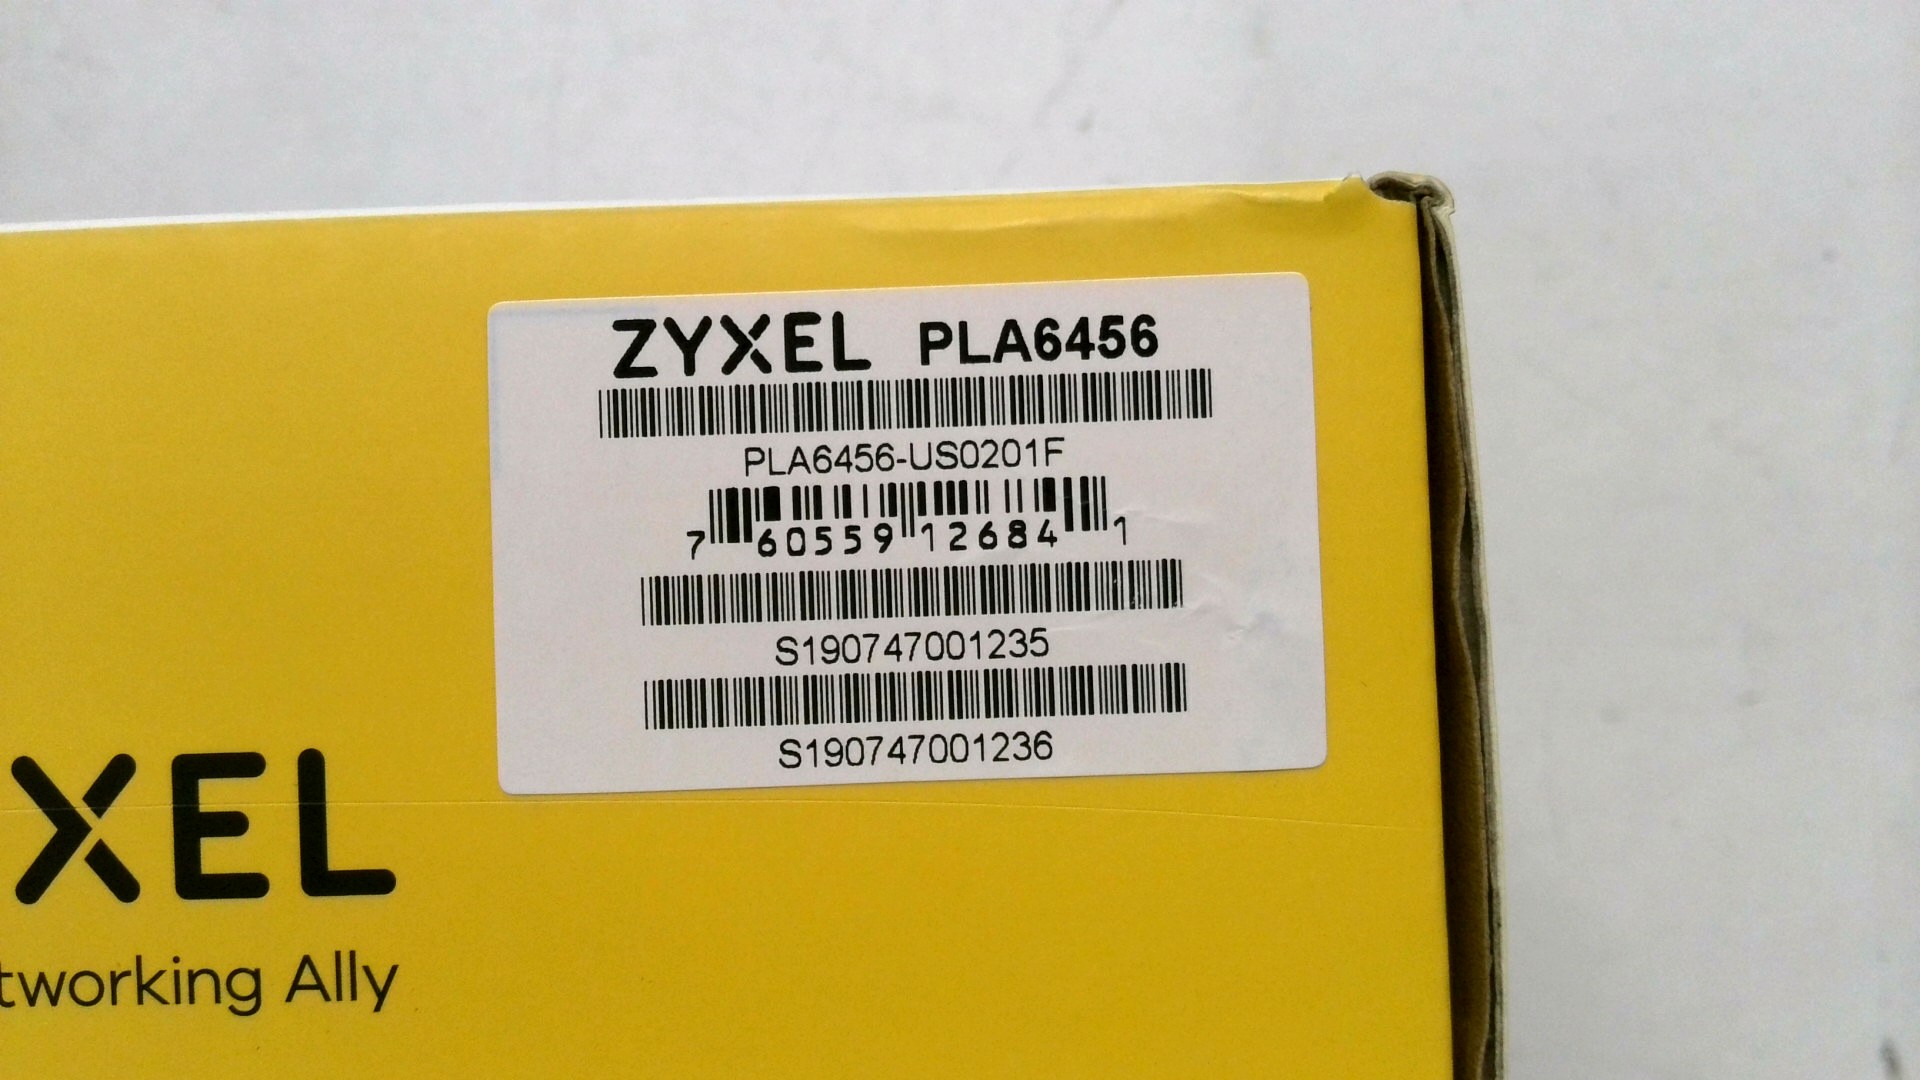 ZYXEL PLA6456
PLA6456-US0201F
7 60559 12684 1
S190747001235
S190747001236
XEL
tworking Ally